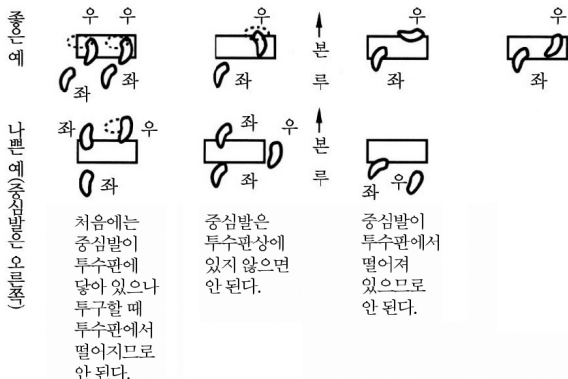 좋은 예
우 우 우 우 우
좌 좌 좌 좌 좌
↑ 본 루
나쁜 예(중심발은 오른쪽)
좌 우 좌 우
좌 좌 좌 우
↑ 본 루
처음에는
중심발이
투수판에
닿아 있으나
투구할 때
투수판에서
떨어지므로
안 된다.
중심발은
투수판상에
있지 않으면
안 된다.
중심발이
투수판에서
떨어져
있으므로
안 된다.